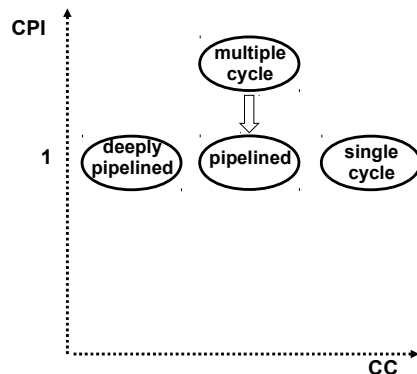 CPI
multiple
cycle
1
deeply
pipelined
pipelined
single
cycle
CC